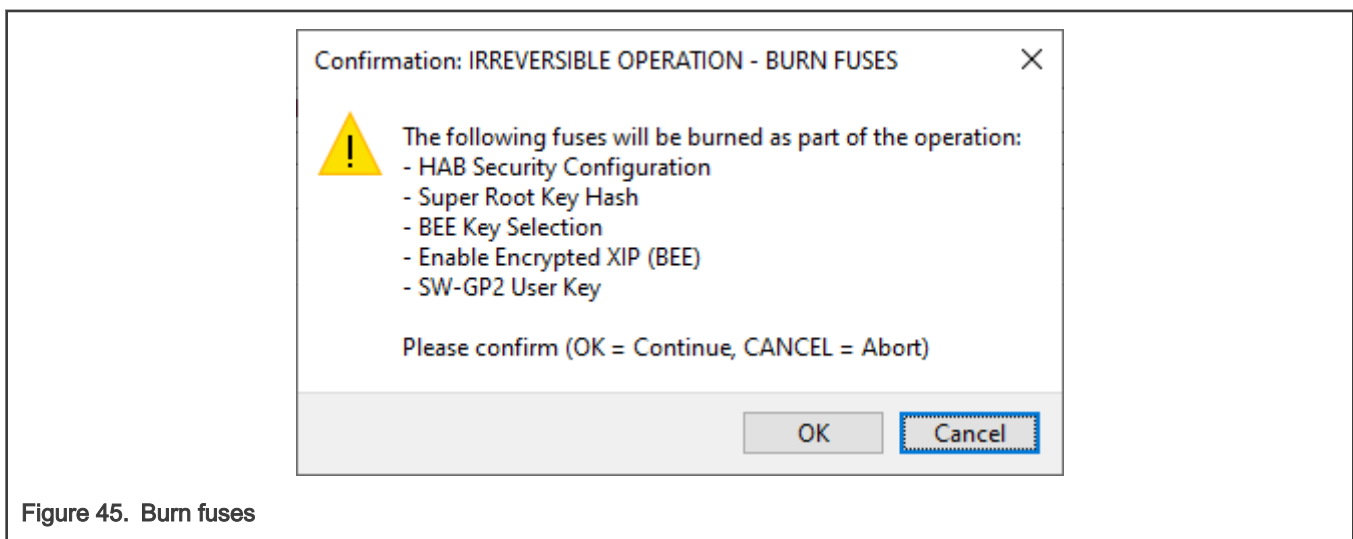 Confirmation: IRREVERSIBLE OPERATION - BURN FUSES
The following fuses will be burned as part of the operation:
- HAB Security Configuration
- Super Root Key Hash
- BEE Key Selection
- Enable Encrypted XIP (BEE)
- SW-GP2 User Key
Please confirm (OK = Continue, CANCEL = Abort)
OK
Cancel
Figure 45. Burn fuses